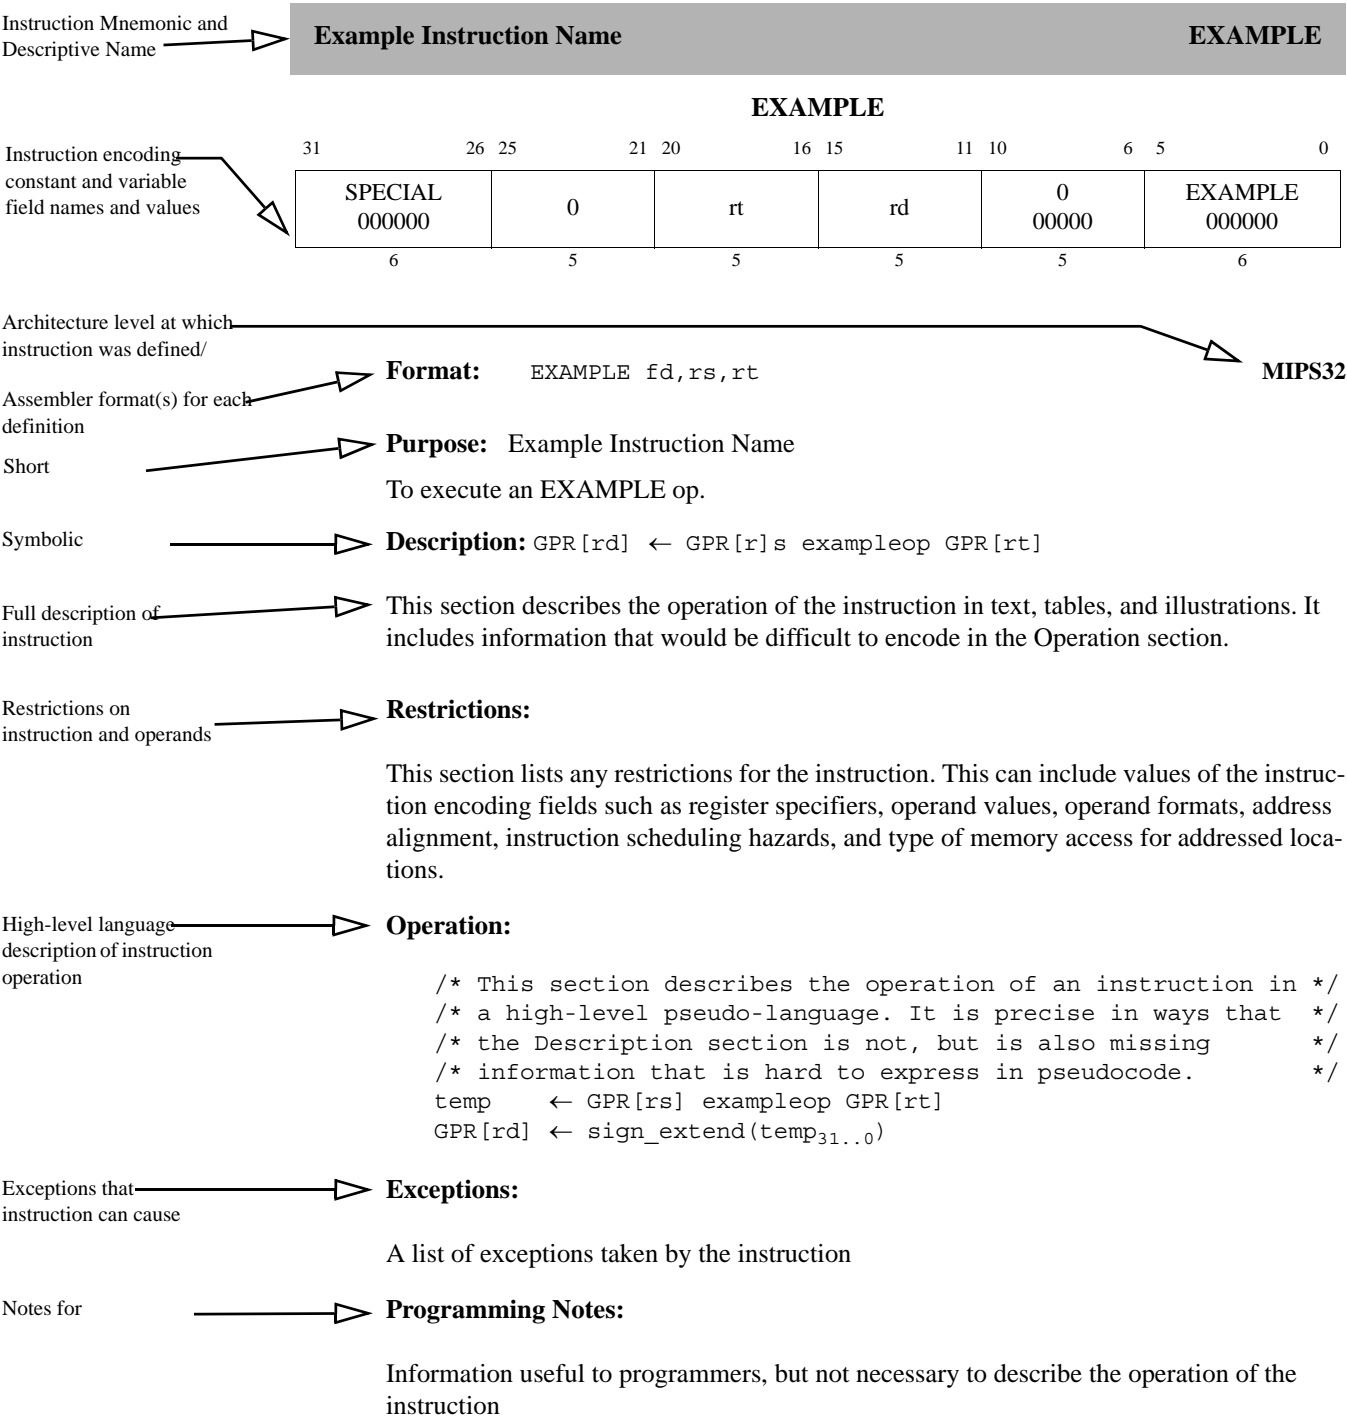 Instruction Mnemonic and
Descriptive Name
Example Instruction Name EXAMPLE
EXAMPLE
31 26 25 21 20 16 15 11 10 6 5 0
Instruction encoding
constant and variable
field names and values
SPECIAL
000000
0
rt
rd
0
00000
EXAMPLE
000000
6 5 5 5 5 6
Architecture level at which
instruction was defined/
Format: EXAMPLE fd,rs,rt MIPS32
Assembler format(s) for each
definition
Purpose: Example Instruction Name
Short
To execute an EXAMPLE op.
Symbolic
Description: GPR[rd] ← GPR[r]s exampleop GPR[rt]
Full description of
instruction
This section describes the operation of the instruction in text, tables, and illustrations. It
includes information that would be difficult to encode in the Operation section.
Restrictions on
instruction and operands
Restrictions:
This section lists any restrictions for the instruction. This can include values of the instruc-
tion encoding fields such as register specifiers, operand values, operand formats, address
alignment, instruction scheduling hazards, and type of memory access for addressed loca-
tions.
High-level language
description of instruction
operation
Operation:
/* This section describes the operation of an instruction in */
/* a high-level pseudo-language. It is precise in ways that */
/* the Description section is not, but is also missing */
/* information that is hard to express in pseudocode. */
temp ← GPR[rs] exampleop GPR[rt]
GPR[rd] ← sign_extend(temp31..0)
Exceptions that
instruction can cause
Exceptions:
A list of exceptions taken by the instruction
Notes for
Programming Notes:
Information useful to programmers, but not necessary to describe the operation of the
instruction